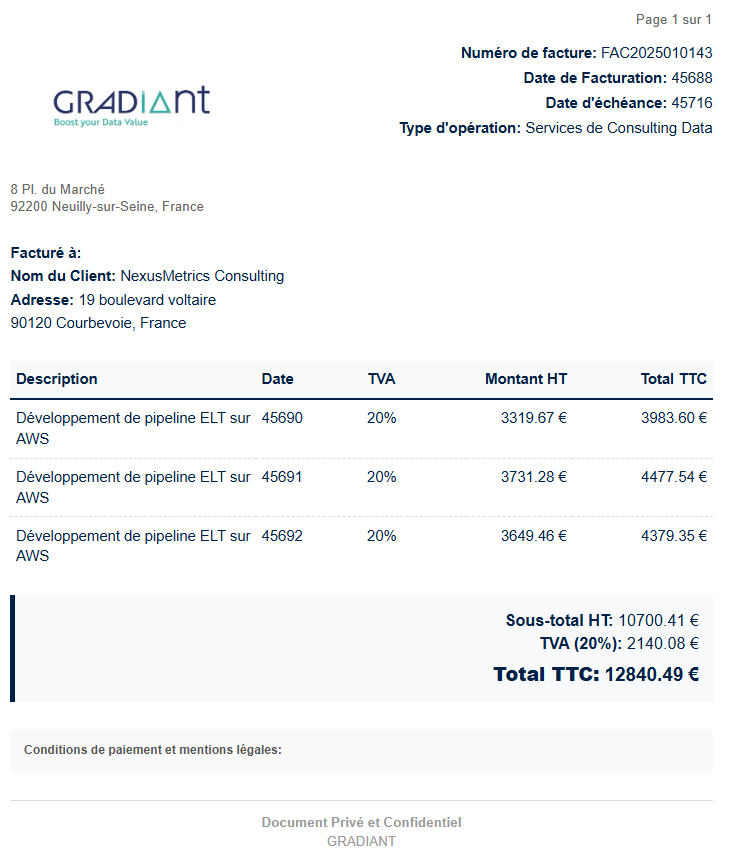 Page 1 sur 1
Numéro de facture: FAC2025010143
Date de Facturation: 45688
Date d'échéance: 45716
Type d'opération: Services de Consulting Data
GRADIANT
Boost your Data Value
8 Pl. du Marché
92200 Neuilly-sur-Seine, France
Facturé à:
Nom du Client: NexusMetrics Consulting
Adresse: 19 boulevard voltaire
90120 Courbevoie, France
Description Date TVA Montant HT Total TTC
Développement de pipeline ELT sur 45690 20% 3319.67 € 3983.60 €
AWS
Développement de pipeline ELT sur 45691 20% 3731.28 € 4477.54 €
AWS
Développement de pipeline ELT sur 45692 20% 3649.46 € 4379.35 €
AWS
Sous-total HT: 10700.41 €
TVA (20%): 2140.08 €
Total TTC: 12840.49 €
Conditions de paiement et mentions légales:
Document Privé et Confidentiel
GRADIANT